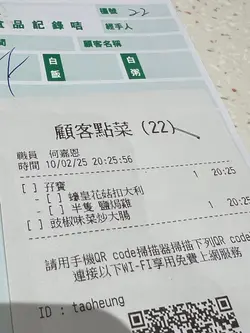 編號 22
食品記錄咭
經手人
顧客名稱
白飯
白粥
顧客點菜 (22)
職員 何嘉恩
時間 10/02/25 20:25:56
[ ] 孖寶 1 20:25
[ ] - 蠔皇花菇扣大利
[ ] - 半隻 鹽焗雞
[ ] 豉椒味菜炒大腸 1 20:25
請用手機QR code掃描器掃描下列QR code
連接以下WI-FI享用免費上網服務
ID : taoheung